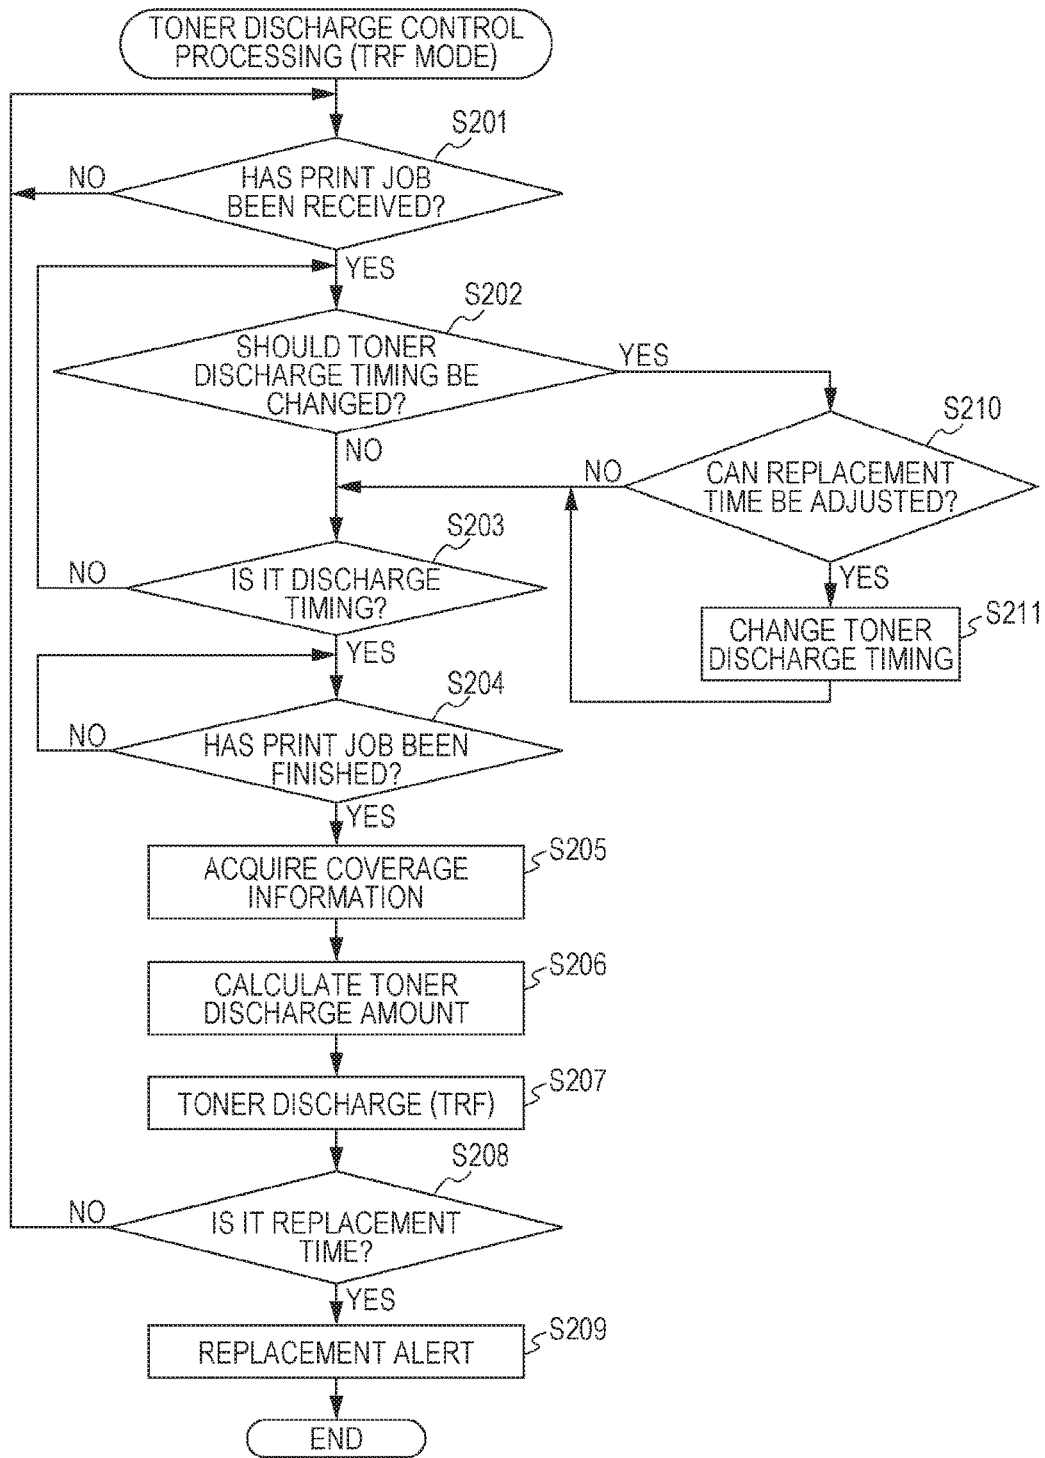 TONER DISCHARGE CONTROL
PROCESSING (TRF MODE)
S201
NO
HAS PRINT JOB
BEEN RECEIVED?
YES
S202
SHOULD TONER
DISCHARGE TIMING BE
CHANGED?
YES
NO
S210
CAN REPLACEMENT
TIME BE ADJUSTED?
NO
YES
S211
CHANGE TONER
DISCHARGE TIMING
S203
NO
IS IT DISCHARGE
TIMING?
YES
S204
NO
HAS PRINT JOB BEEN
FINISHED?
YES
S205
ACQUIRE COVERAGE
INFORMATION
S206
CALCULATE TONER
DISCHARGE AMOUNT
S207
TONER DISCHARGE (TRF)
S208
NO
IS IT REPLACEMENT
TIME?
YES
S209
REPLACEMENT ALERT
END